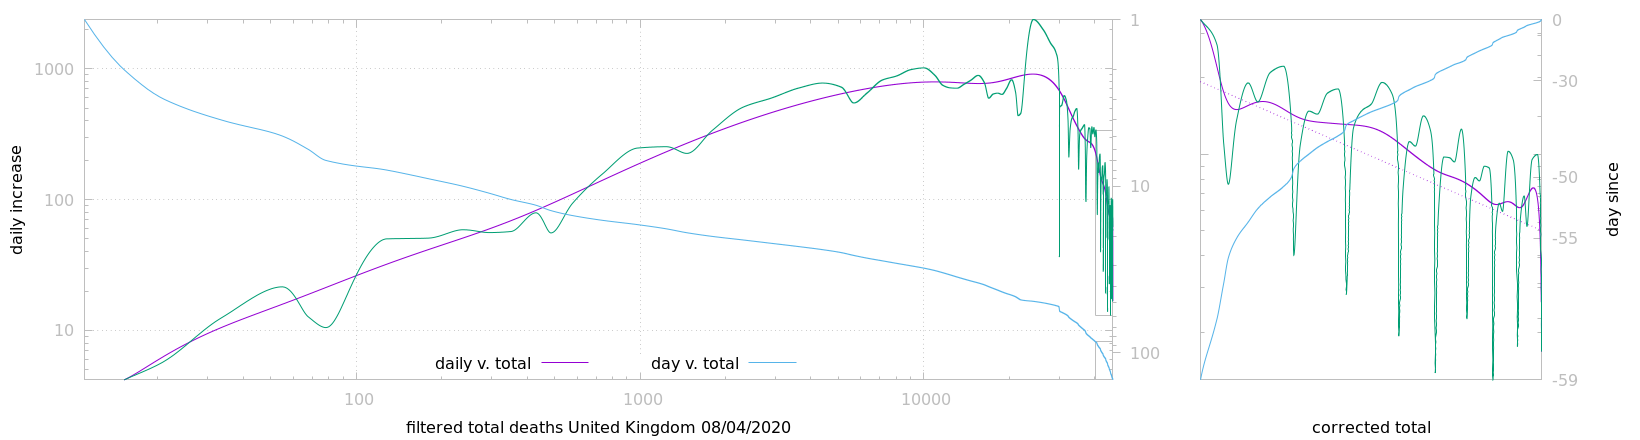 1
0
1000
-30
daily increase
100
10
-50
day since
-55
10
daily v. total
day v. total
100
-59
100
1000
10000
filtered total deaths United Kingdom 08/04/2020
corrected total